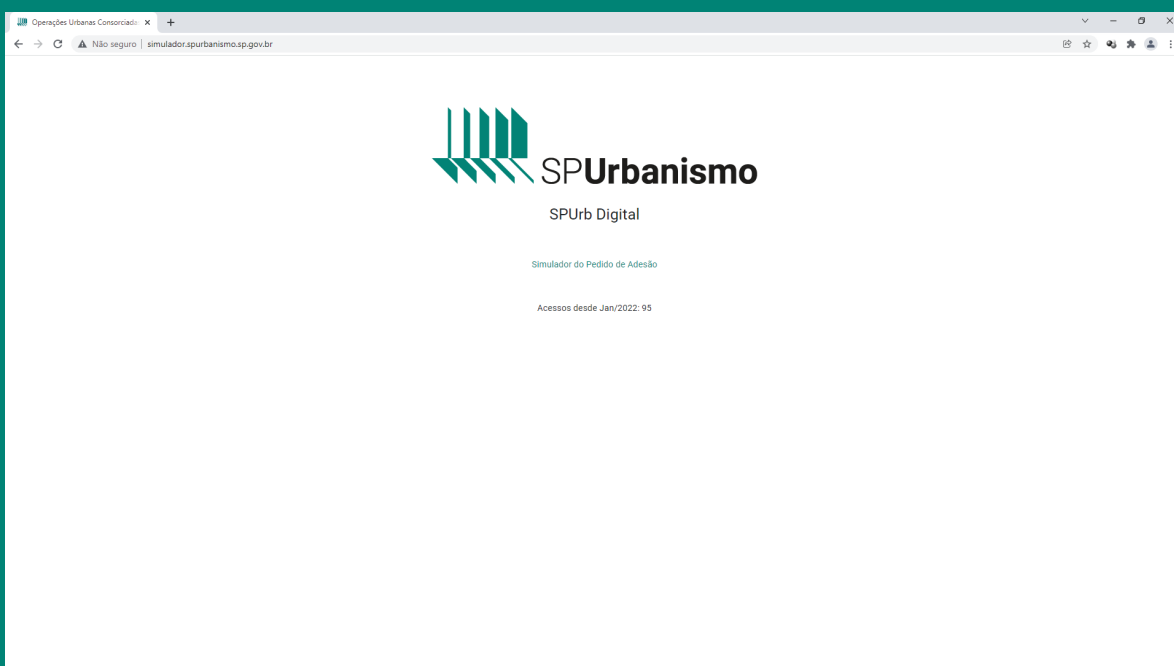 Operações Urbanas Consorciada
Não seguro | simulador.spurbanismo.sp.gov.br
SPUrbanismo
SPUrb Digital
Simulador do Pedido de Adesão
Acessos desde Jan/2022: 95